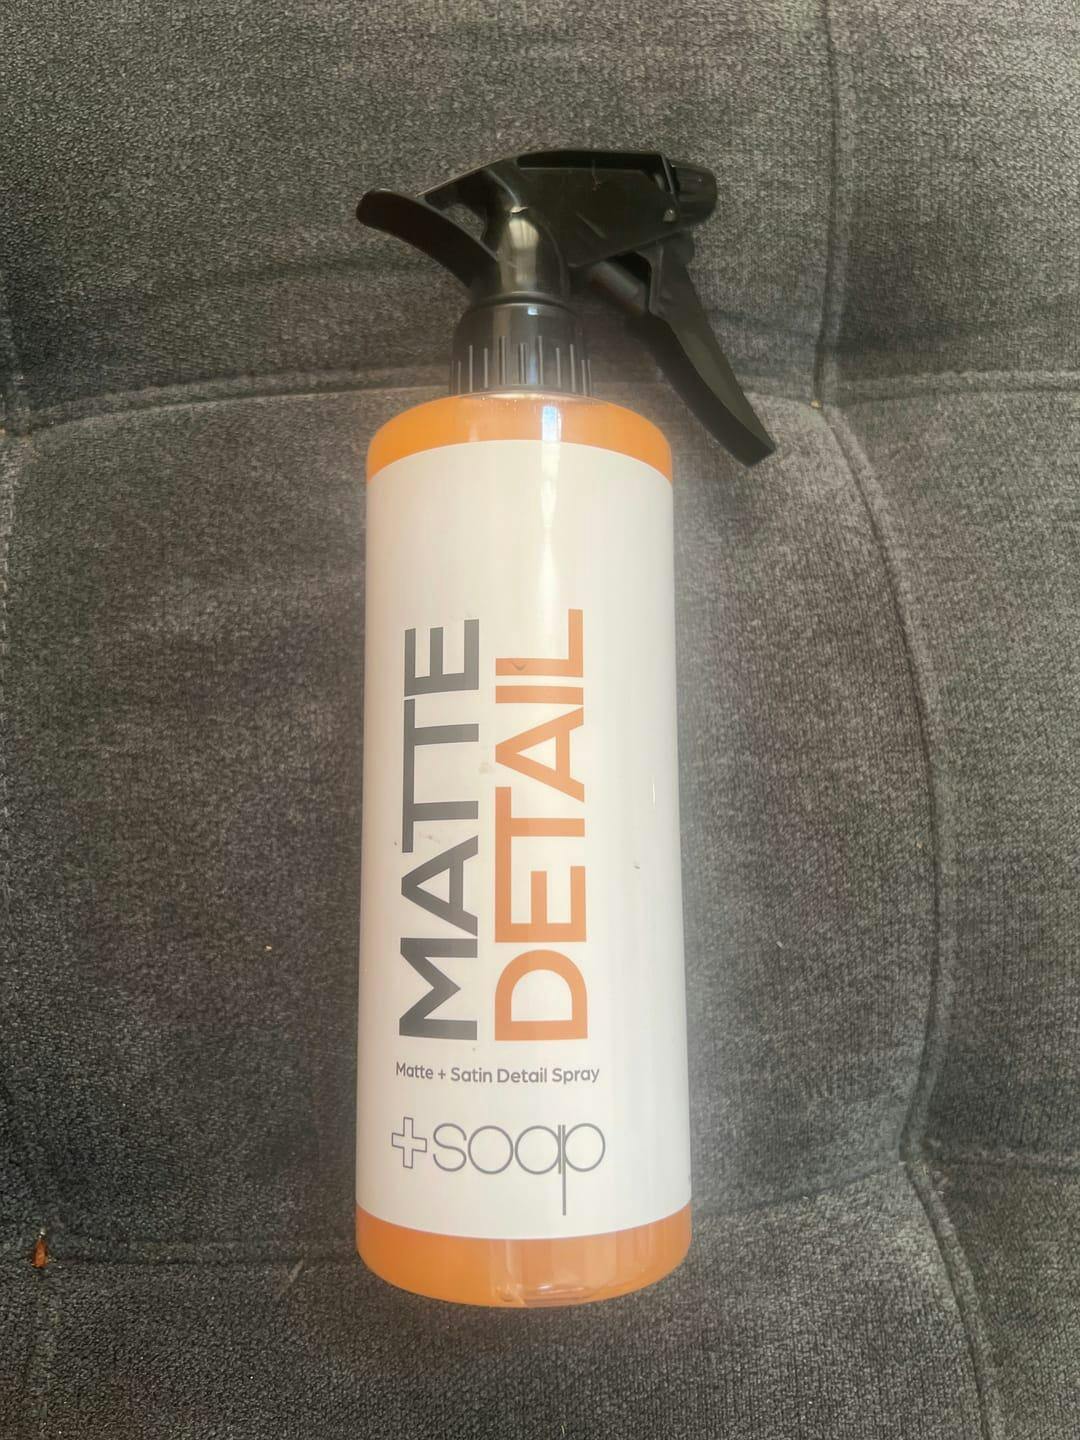 MATTE
DETAIL
Matte + Satin Detail Spray
+soap